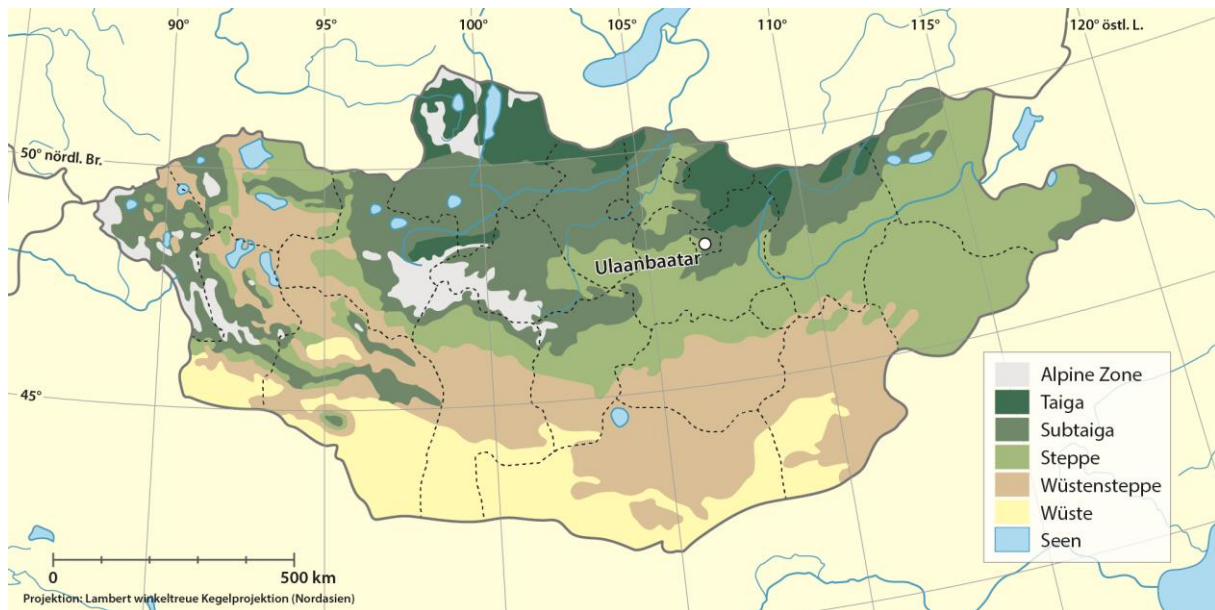 90°
95°
100°
105°
110°
115°
120° östl. L.
50° nördl. Br.
Ulaanbaatar
45°
Alpine Zone
Taiga
Subtaiga
Steppe
Wüstensteppe
Wüste
Seen
0
500 km
Projektion: Lambert winkeltreue Kegelprojektion (Nordasien)